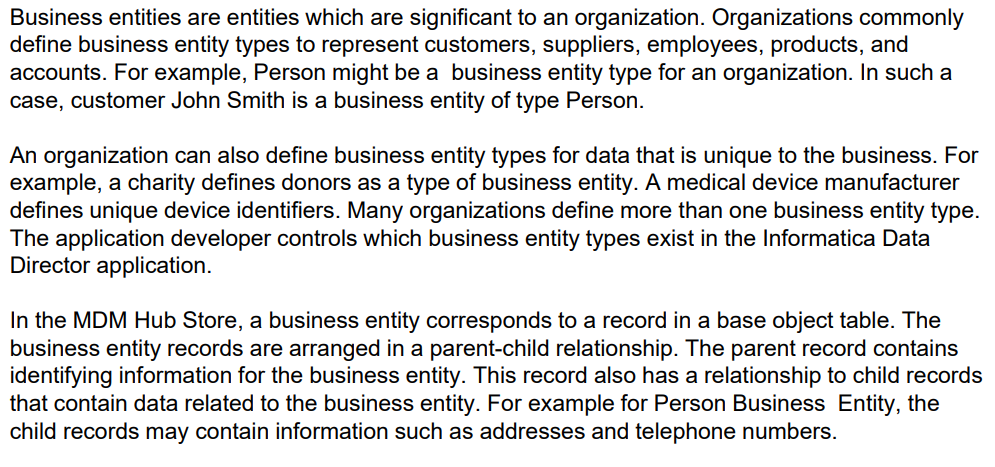 Business entities are entities which are significant to an organization. Organizations commonly
define business entity types to represent customers, suppliers, employees, products, and
accounts. For example, Person might be a  business entity type for an organization. In such a
case, customer John Smith is a business entity of type Person.

An organization can also define business entity types for data that is unique to the business. For
example, a charity defines donors as a type of business entity. A medical device manufacturer
defines unique device identifiers. Many organizations define more than one business entity type.
The application developer controls which business entity types exist in the Informatica Data
Director application.

In the MDM Hub Store, a business entity corresponds to a record in a base object table. The
business entity records are arranged in a parent-child relationship. The parent record contains
identifying information for the business entity. This record also has a relationship to child records
that contain data related to the business entity. For example for Person Business  Entity, the
child records may contain information such as addresses and telephone numbers.